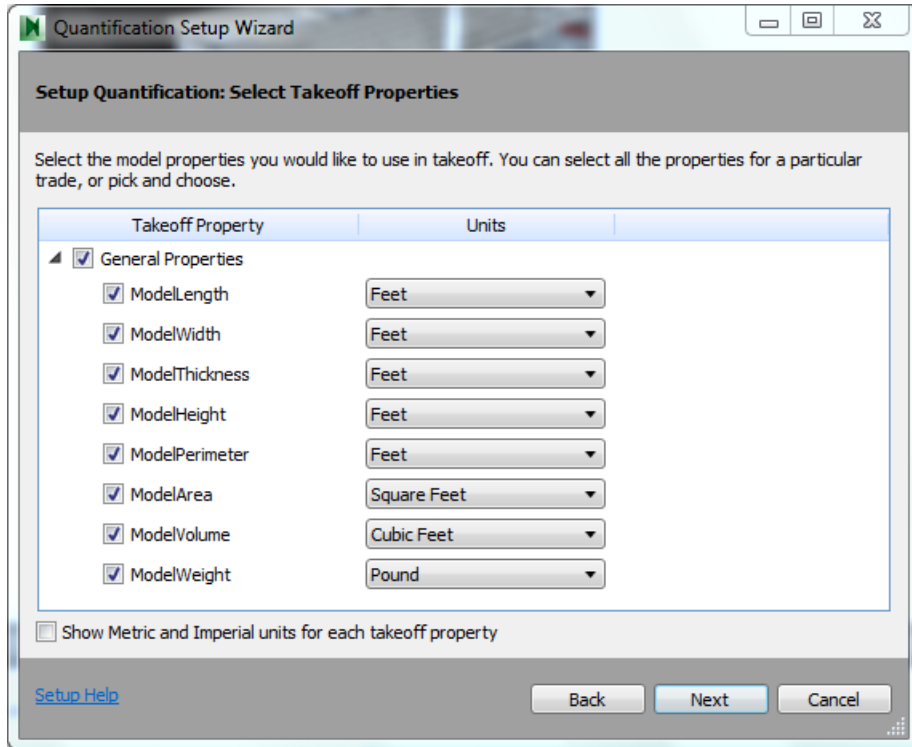 Quantification Setup Wizard
Setup Quantification: Select Takeoff Properties
Select the model properties you would like to use in takeoff. You can select all the properties for a particular
trade, or pick and choose.
Takeoff Property Units
General Properties
ModelLength Feet
ModelWidth Feet
ModelThickness Feet
ModelHeight Feet
ModelPerimeter Feet
ModelArea Square Feet
ModelVolume Cubic Feet
ModelWeight Pound
Show Metric and Imperial units for each takeoff property
Setup Help Back Next Cancel